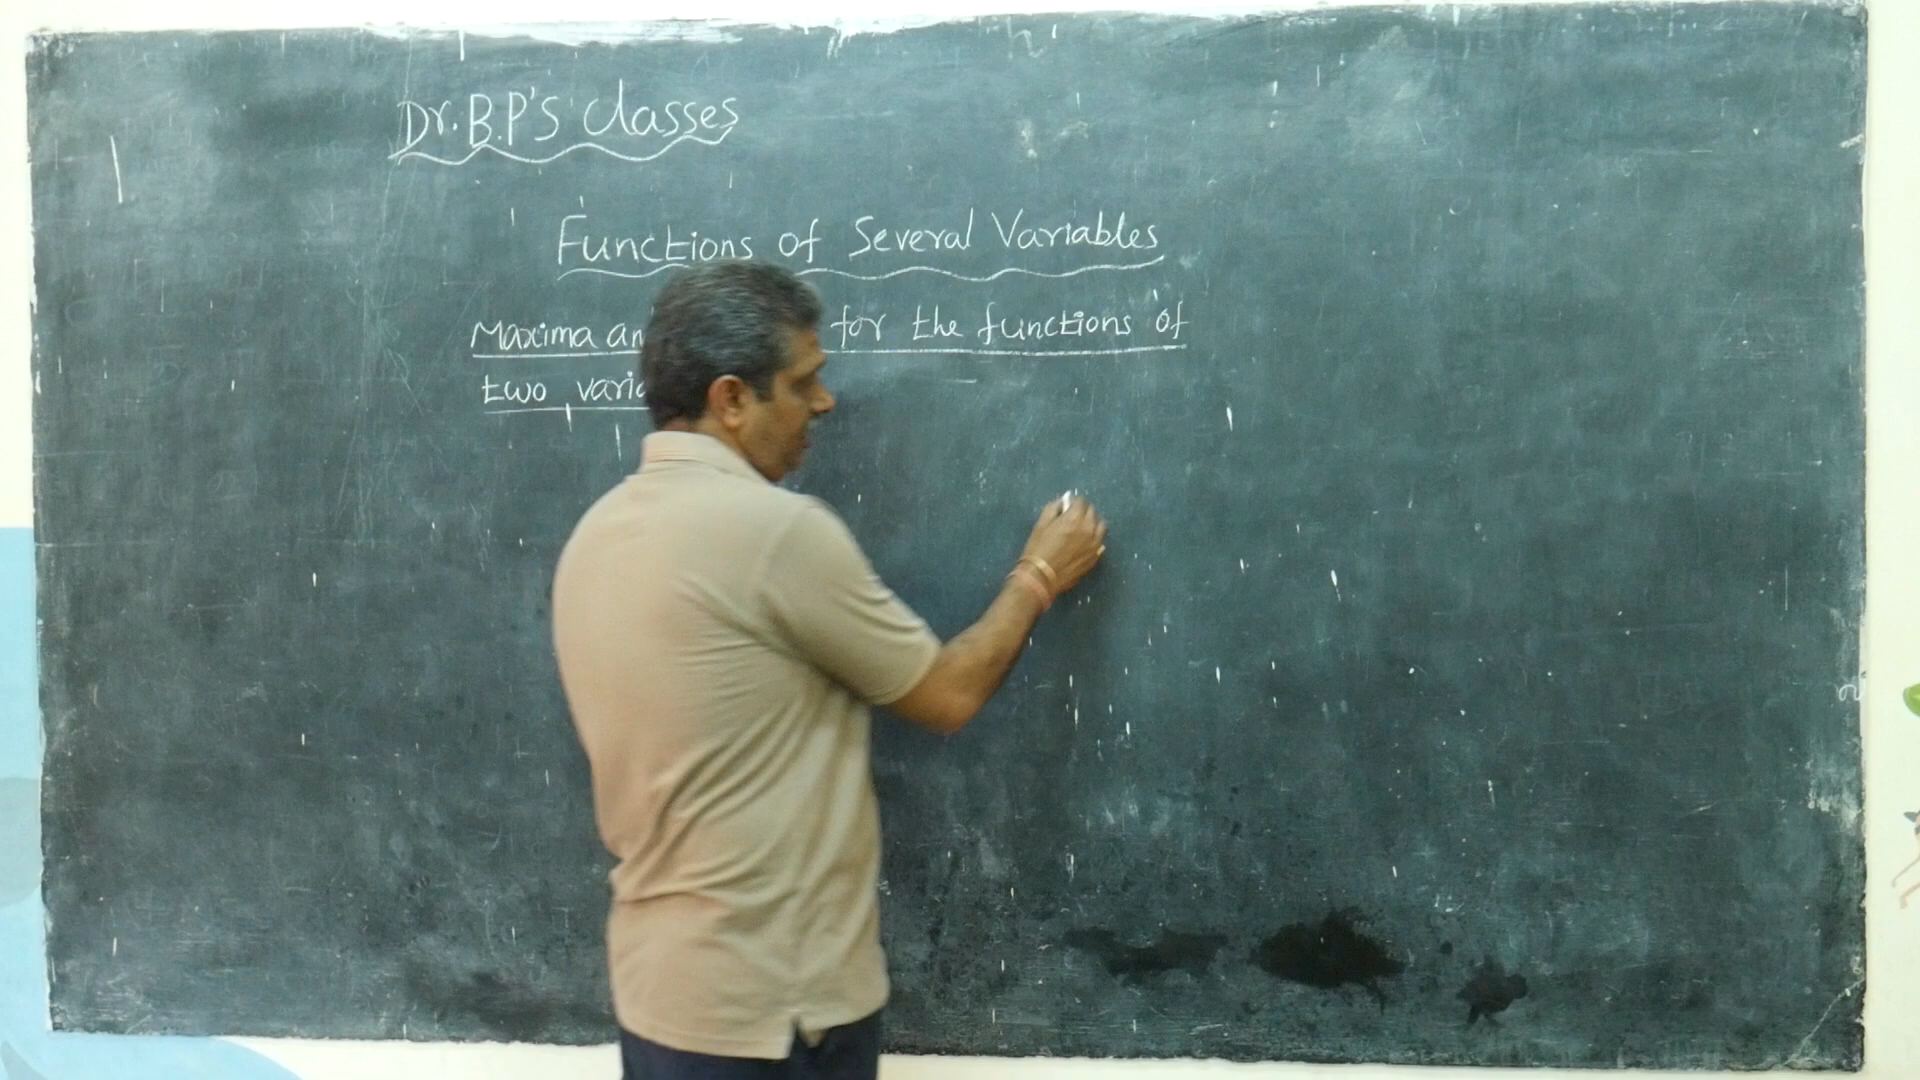 Dr. B.P'S Classes
Functions of Several Variables
Maxima an for the functions of
two varia